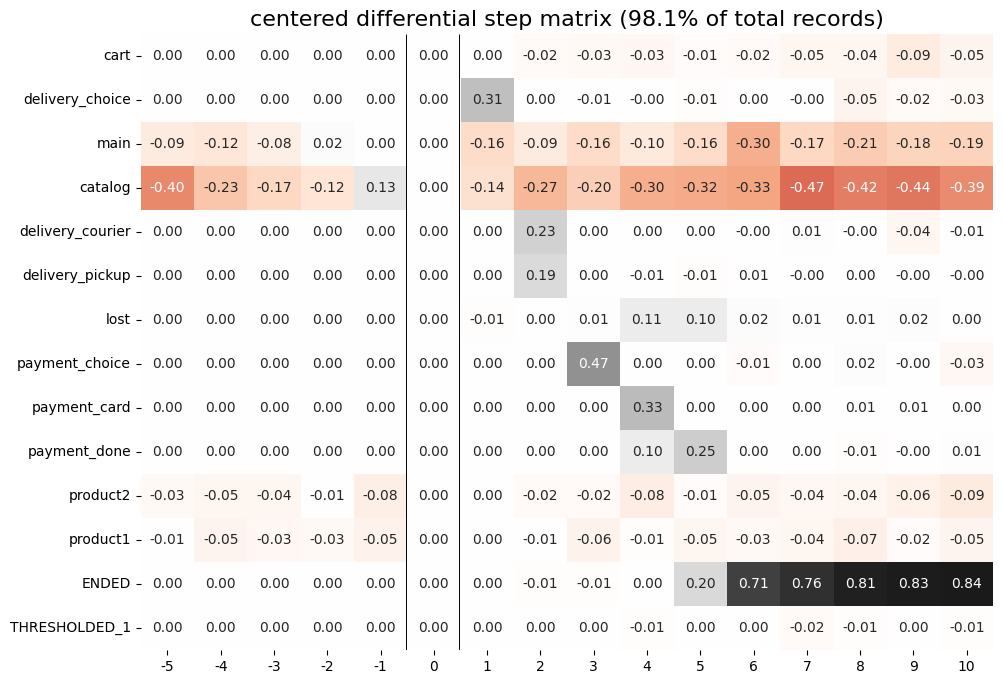 centered differential step matrix (98.1% of total records)
cart 0.00 0.00 0.00 0.00 0.00 0.00 0.00 -0.02 -0.03 -0.03 -0.01 -0.02 -0.05 -0.04 -0.09 -0.05
delivery_choice 0.00 0.00 0.00 0.00 0.00 0.00 0.31 0.00 -0.01 -0.00 -0.01 0.00 -0.00 -0.05 -0.02 -0.03
main -0.09 -0.12 -0.08 0.02 0.00 0.00 -0.16 -0.09 -0.16 -0.10 -0.16 -0.30 -0.17 -0.21 -0.18 -0.19
catalog -0.40 -0.23 -0.17 -0.12 0.13 0.00 -0.14 -0.27 -0.20 -0.30 -0.32 -0.33 -0.47 -0.42 -0.44 -0.39
delivery_courier 0.00 0.00 0.00 0.00 0.00 0.00 0.00 0.23 0.00 0.00 0.00 -0.00 0.01 -0.00 -0.04 -0.01
delivery_pickup 0.00 0.00 0.00 0.00 0.00 0.00 0.00 0.19 0.00 -0.01 -0.01 0.01 -0.00 0.00 -0.00 -0.00
lost 0.00 0.00 0.00 0.00 0.00 0.00 -0.01 0.00 0.01 0.11 0.10 0.02 0.01 0.01 0.02 0.00
payment_choice 0.00 0.00 0.00 0.00 0.00 0.00 0.00 0.00 0.47 0.00 0.00 -0.01 0.00 0.02 -0.00 -0.03
payment_card 0.00 0.00 0.00 0.00 0.00 0.00 0.00 0.00 0.00 0.33 0.00 0.00 0.00 0.01 0.01 0.00
payment_done 0.00 0.00 0.00 0.00 0.00 0.00 0.00 0.00 0.00 0.10 0.25 0.00 0.00 -0.01 -0.00 0.01
product2 -0.03 -0.05 -0.04 -0.01 -0.08 0.00 0.00 -0.02 -0.02 -0.08 -0.01 -0.05 -0.04 -0.04 -0.06 -0.09
product1 -0.01 -0.05 -0.03 -0.03 -0.05 0.00 0.00 -0.01 -0.06 -0.01 -0.05 -0.03 -0.04 -0.07 -0.02 -0.05
ENDED 0.00 0.00 0.00 0.00 0.00 0.00 0.00 -0.01 -0.01 0.00 0.20 0.71 0.76 0.81 0.83 0.84
THRESHOLDED_1 0.00 0.00 0.00 0.00 0.00 0.00 0.00 0.00 0.00 -0.01 0.00 0.00 -0.02 -0.01 0.00 -0.01
-5 -4 -3 -2 -1 0 1 2 3 4 5 6 7 8 9 10